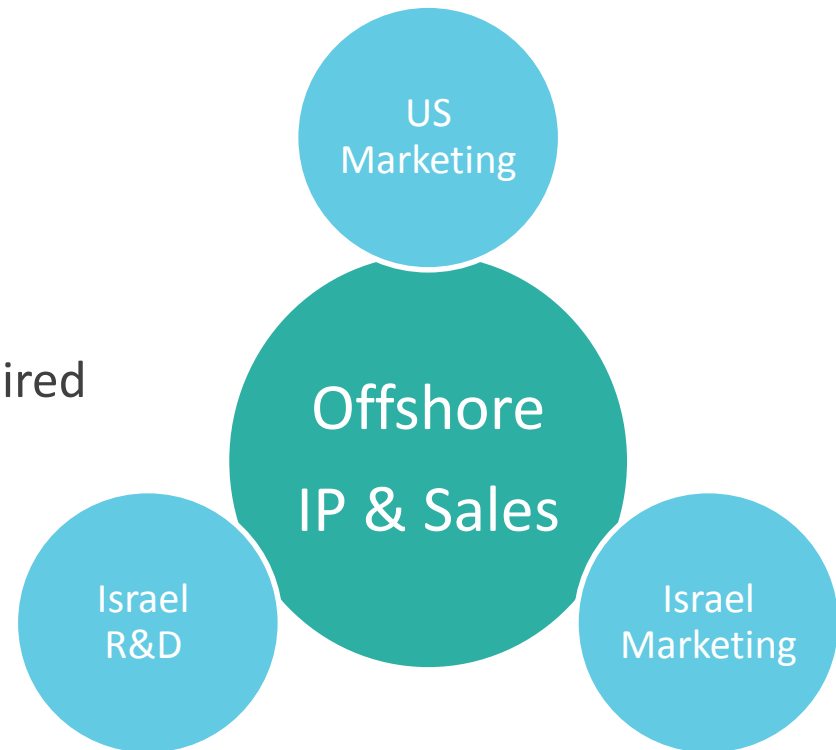 US
Marketing
ired
Offshore
IP & Sales
Israel
R&D
Israel
Marketing